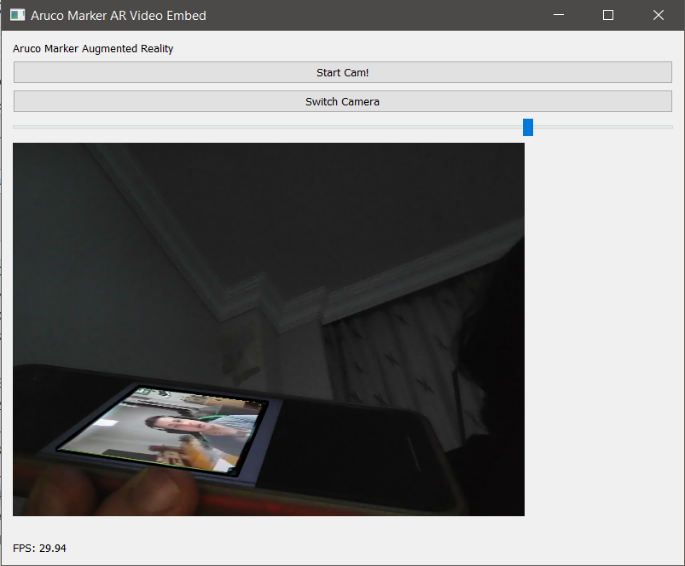 Aruco Marker AR Video Embed
Aruco Marker Augmented Reality
Start Cam!
Switch Camera
FPS: 29.94